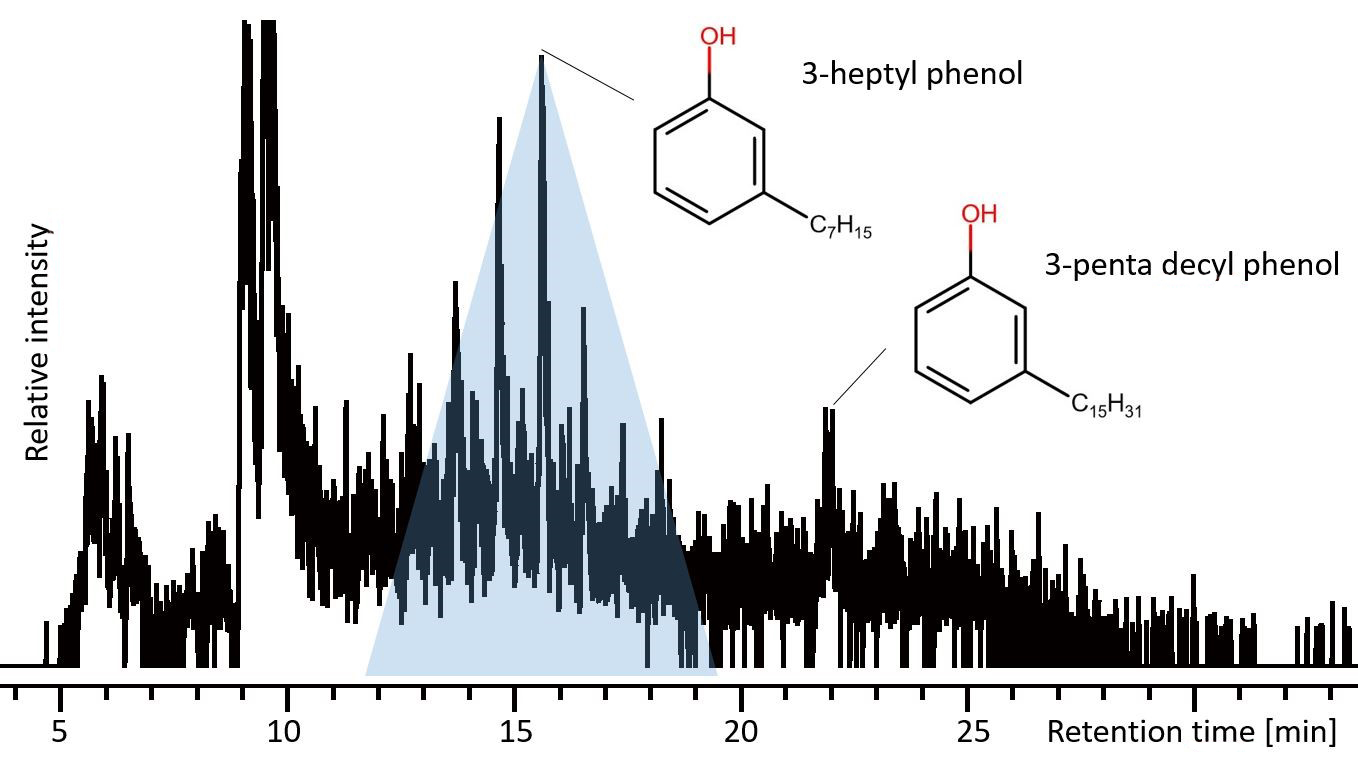 OH
3-heptyl phenol
C₇H₁₅
OH
3-penta decyl phenol
C₁₅H₃₁
Relative intensity
5 10 15 20 25 Retention time [min]